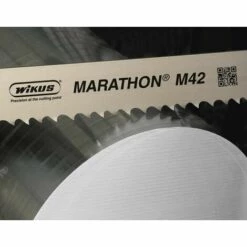 WIKUS
Precision at the cutting point
MARATHON® M42